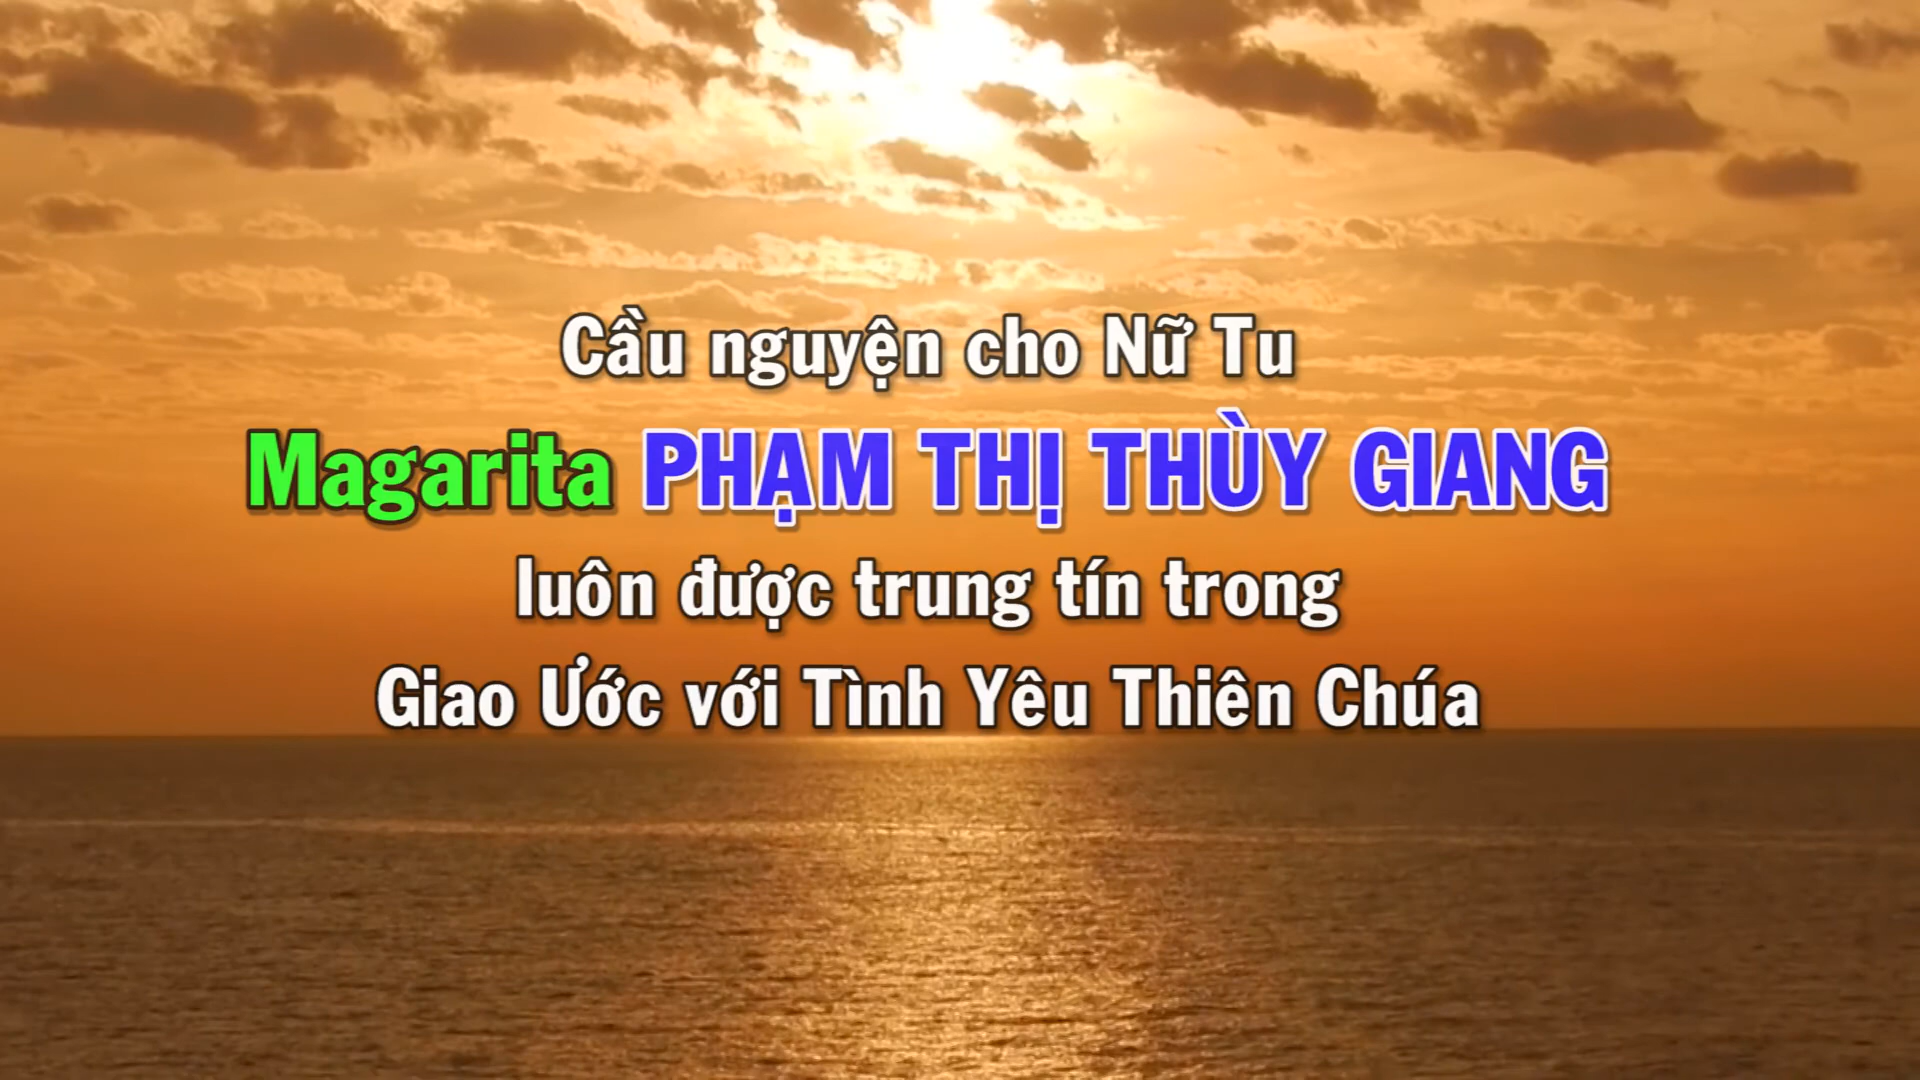 Cầu nguyện cho Nữ Tu
Magarita PHẠM THỊ THÙY GIANG
luôn được trung tín trong
Giao Ước với Tình Yêu Thiên Chúa